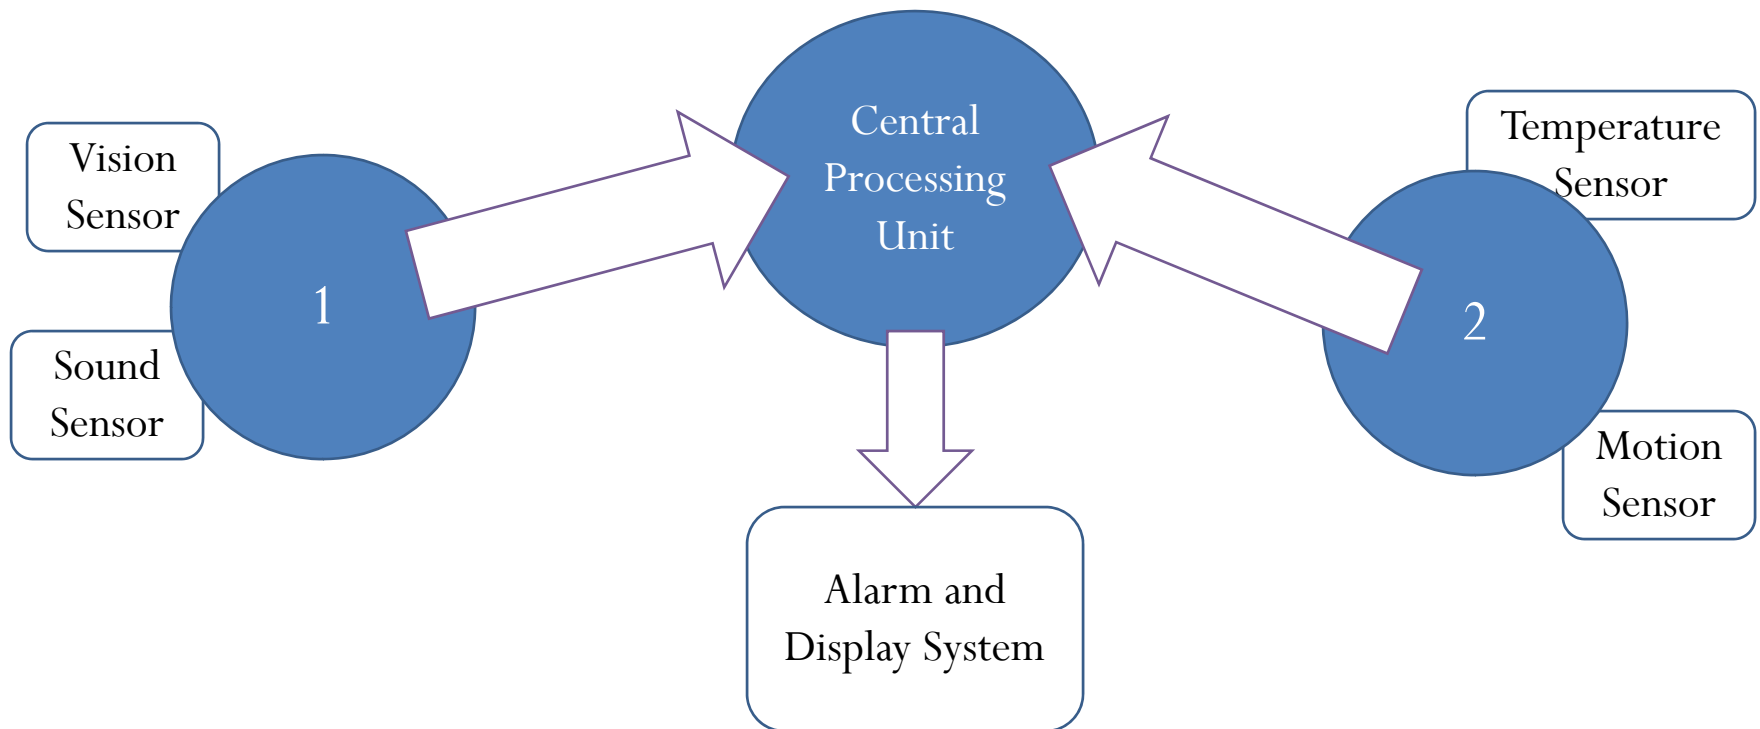 Vision
Sensor
Sound
Sensor
1
Central
Processing
Unit
Alarm and
Display System
2
Temperature
Sensor
Motion
Sensor